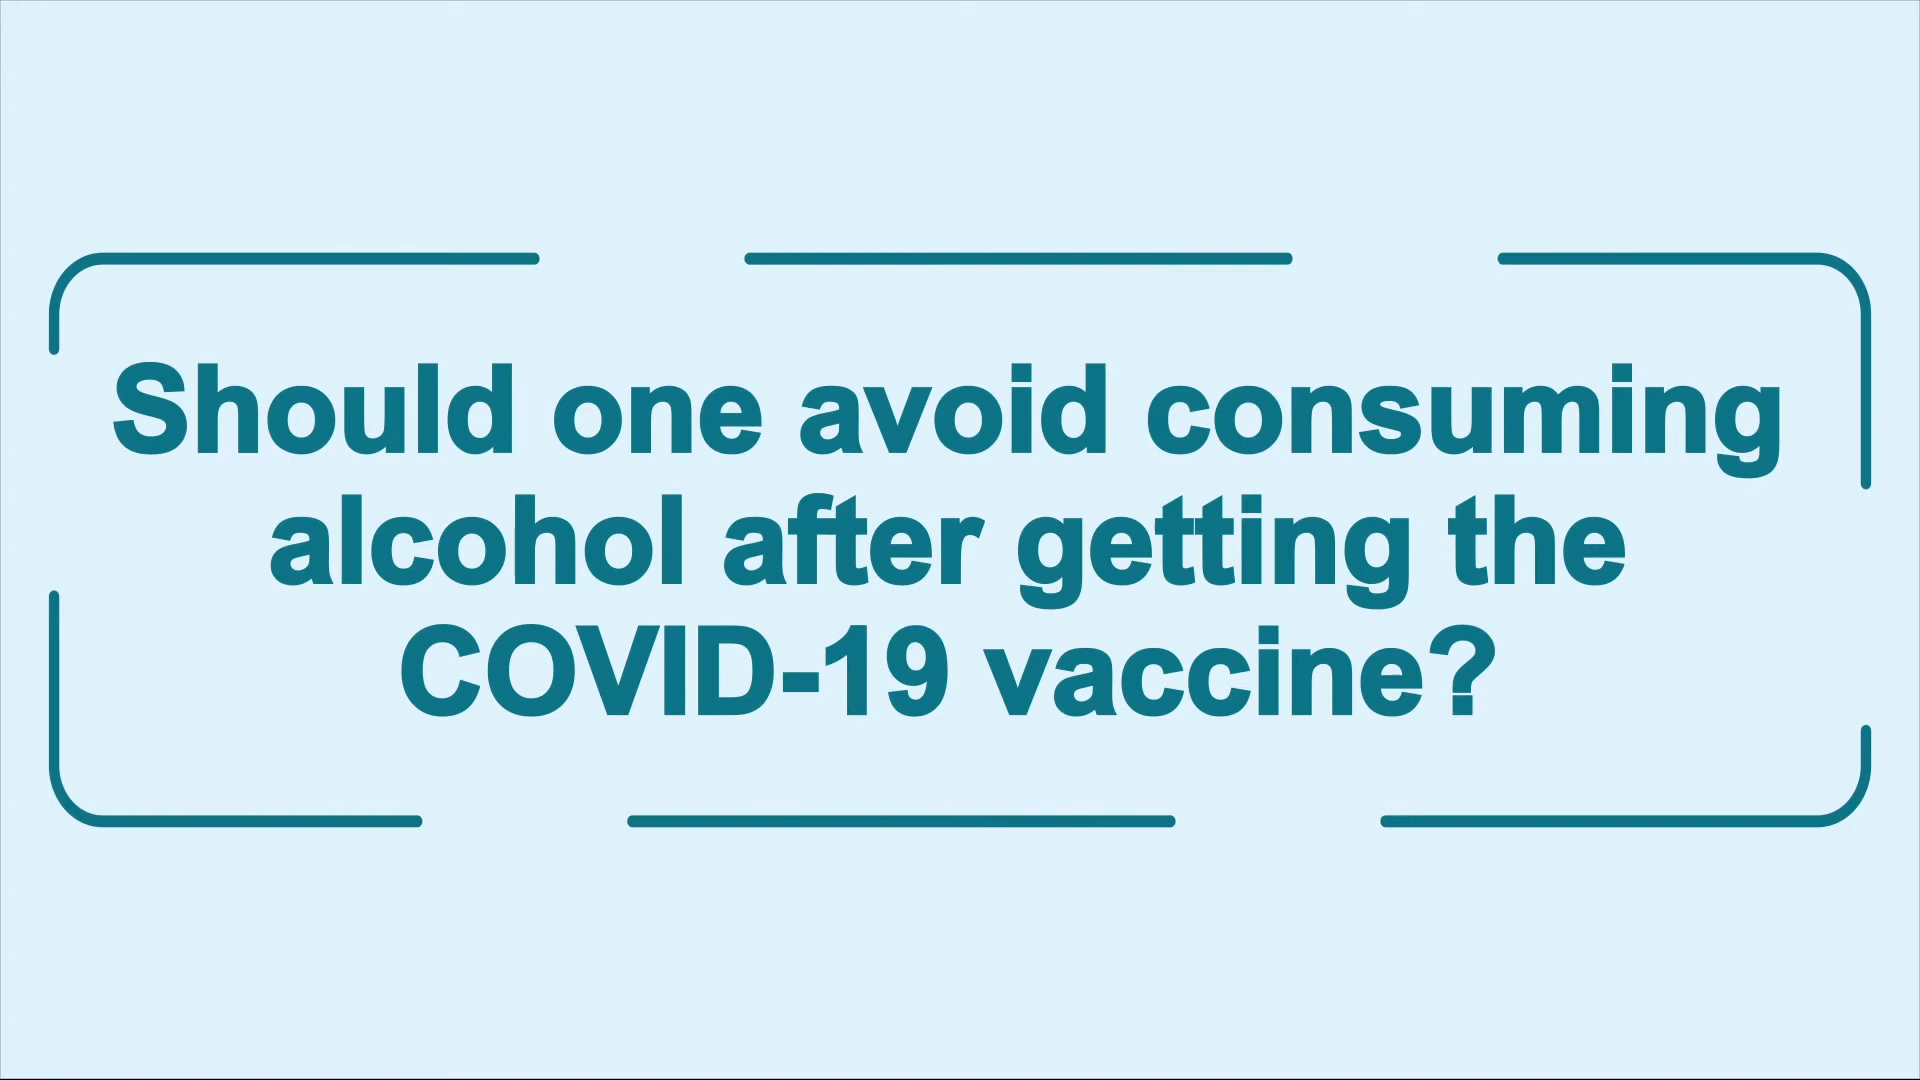 Should one avoid consuming
alcohol after getting the
COVID-19 vaccine?